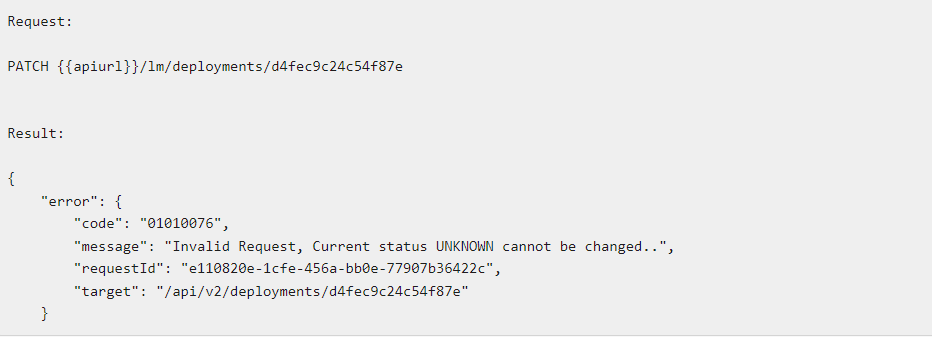 Request:
PATCH {{apiurl}}/lm/deployments/d4fec9c24c54f87e
Result:
{
    "error": {
        "code": "01010076",
        "message": "Invalid Request, Current status UNKNOWN cannot be changed..",
        "requestId": "e110820e-1cfe-456a-bb0e-77907b36422c",
        "target": "/api/v2/deployments/d4fec9c24c54f87e"
    }